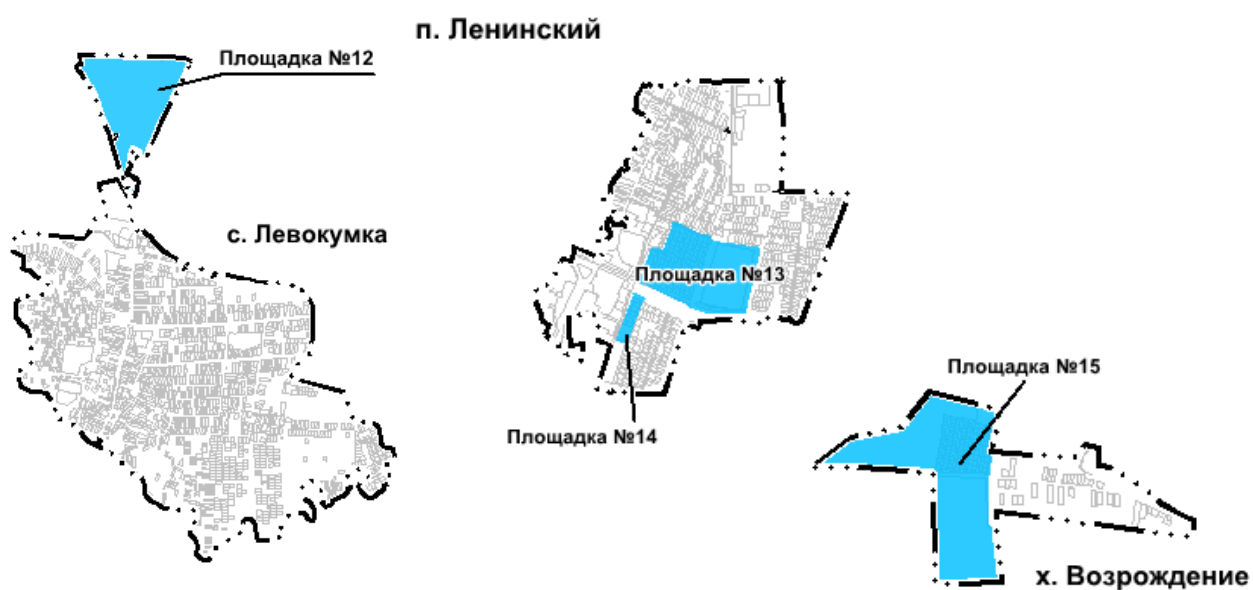 п. Ленинский
Площадка №12
с. Левокумка
Площадка №13
Площадка №15
Площадка №14
х. Возрождение